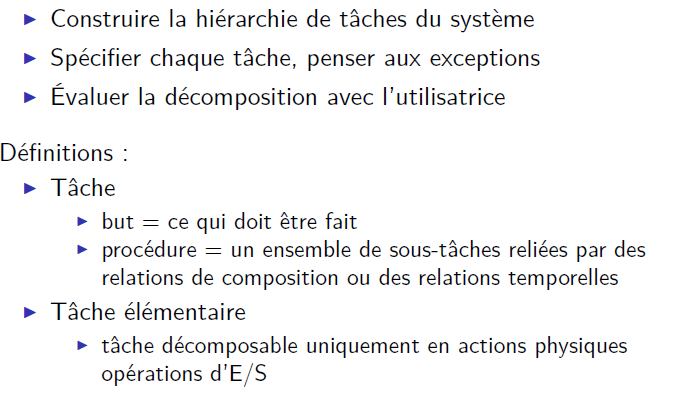 Construire la hiérarchie de tâches du système
Spécifier chaque tâche, penser aux exceptions
Évaluer la décomposition avec l'utilisatrice
Définitions :
Tâche
but = ce qui doit être fait
procédure = un ensemble de sous-tâches reliées par des
relations de composition ou des relations temporelles
Tâche élémentaire
tâche décomposable uniquement en actions physiques
opérations d'E/S